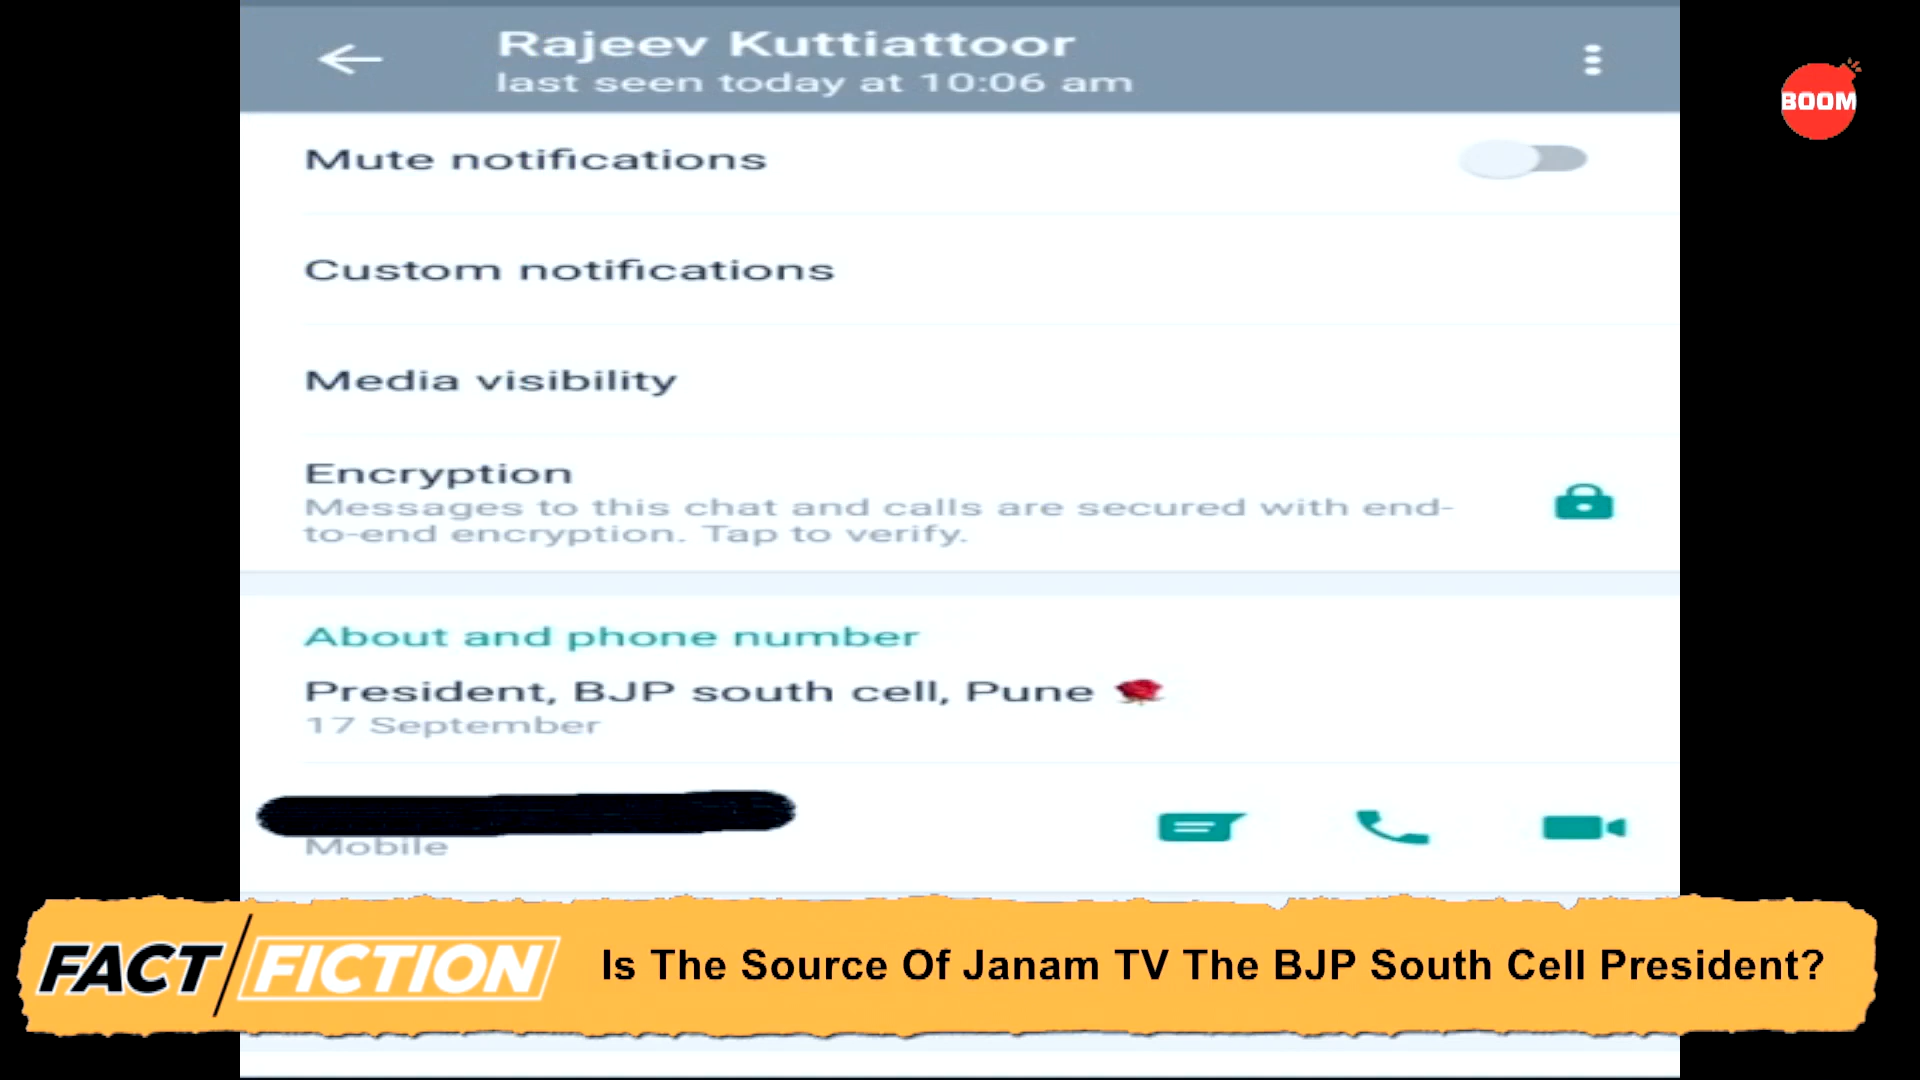 Rajeev Kuttiattoor
last seen today at 10:06 am
BOOM
Mute notifications
Custom notifications
Media visibility
Encryption
Messages to this chat and calls are secured with end-
to-end encryption. Tap to verify.
About and phone number
President, BJP south cell, Pune 🌹
17 September
Mobile
FACT/FICTION
Is The Source Of Janam TV The BJP South Cell President?